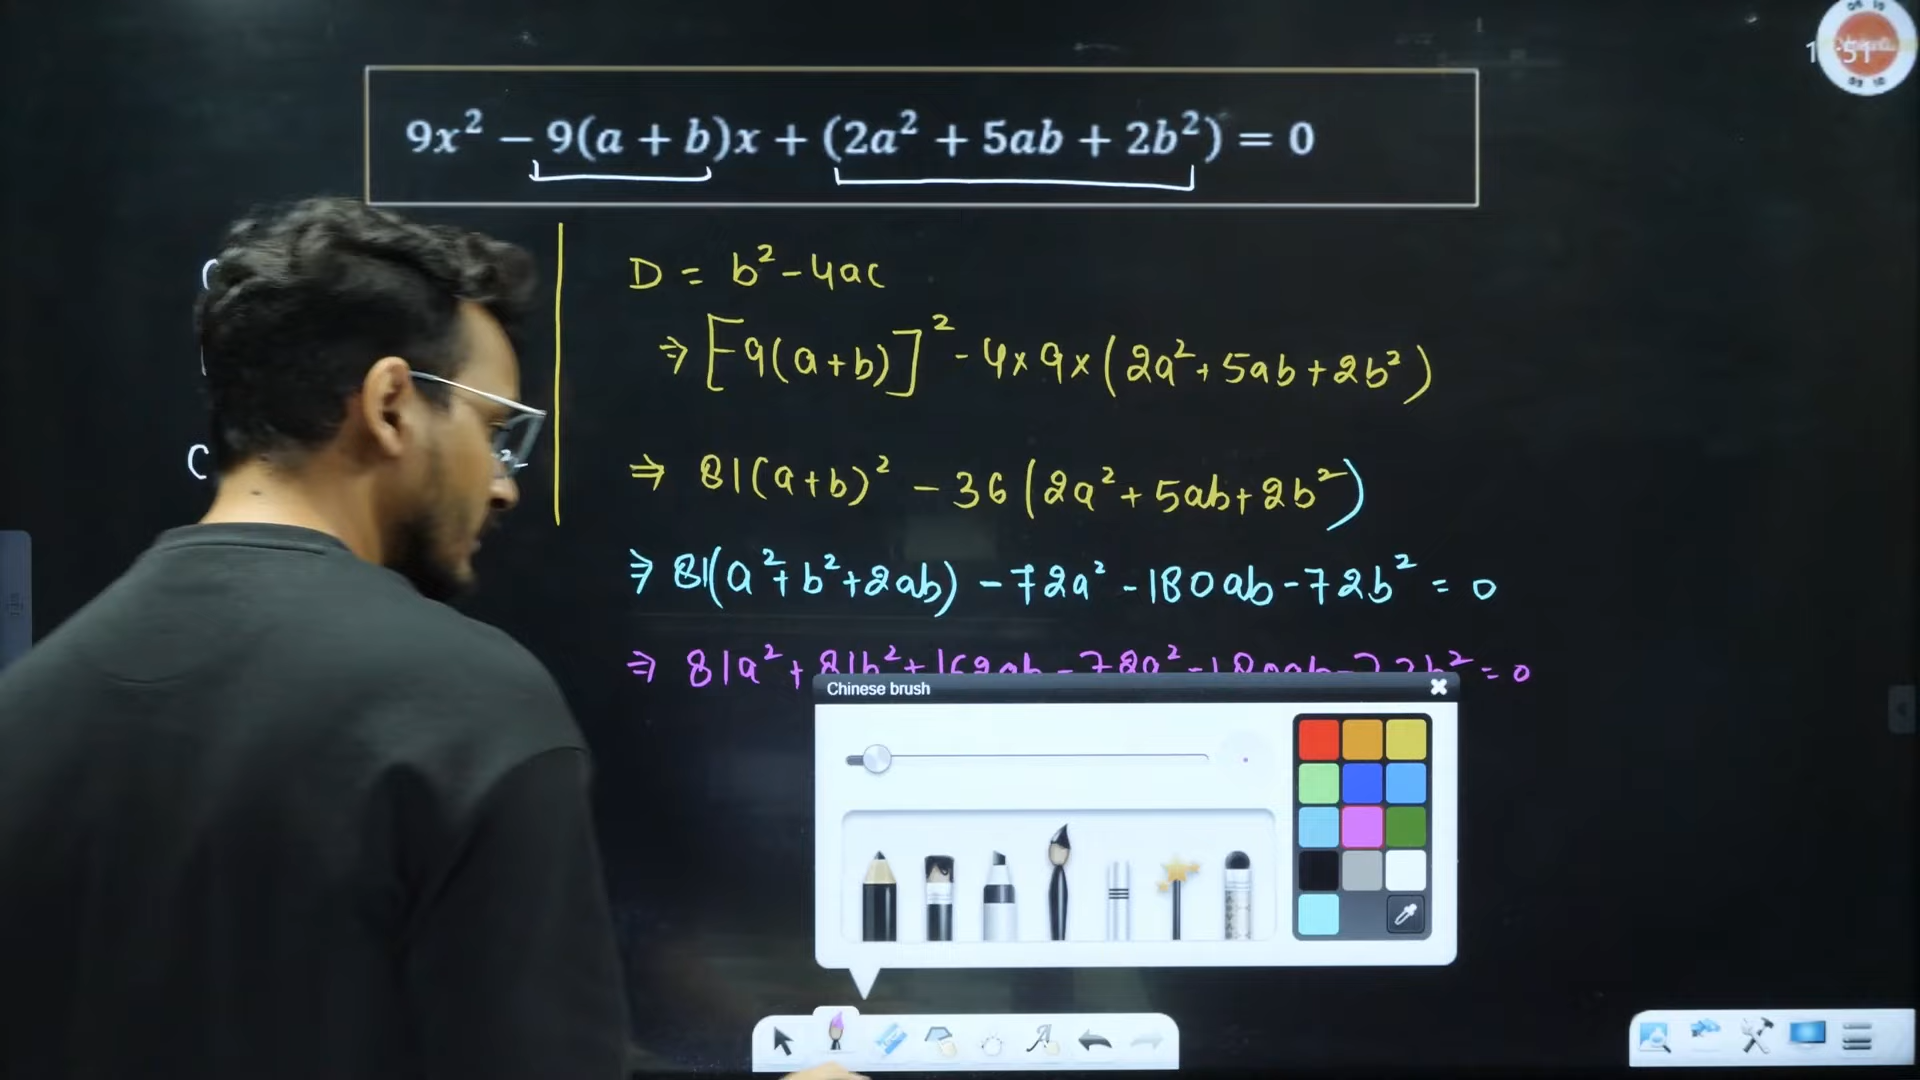 9x² − 9(a + b)x + (2a² + 5ab + 2b²) = 0
D = b² - 4ac
⇒ [-9(a+b)]² - 4×9×(2a²+5ab+2b²)
C
⇒ 81(a+b)² - 36(2a²+5ab+2b²)
⇒ 81(a²+b²+2ab) - 72a² - 180ab - 72b² = 0
⇒ 81a² + 81b² + 162ab - 72a² - 180ab - 72b² = 0
Chinese brush